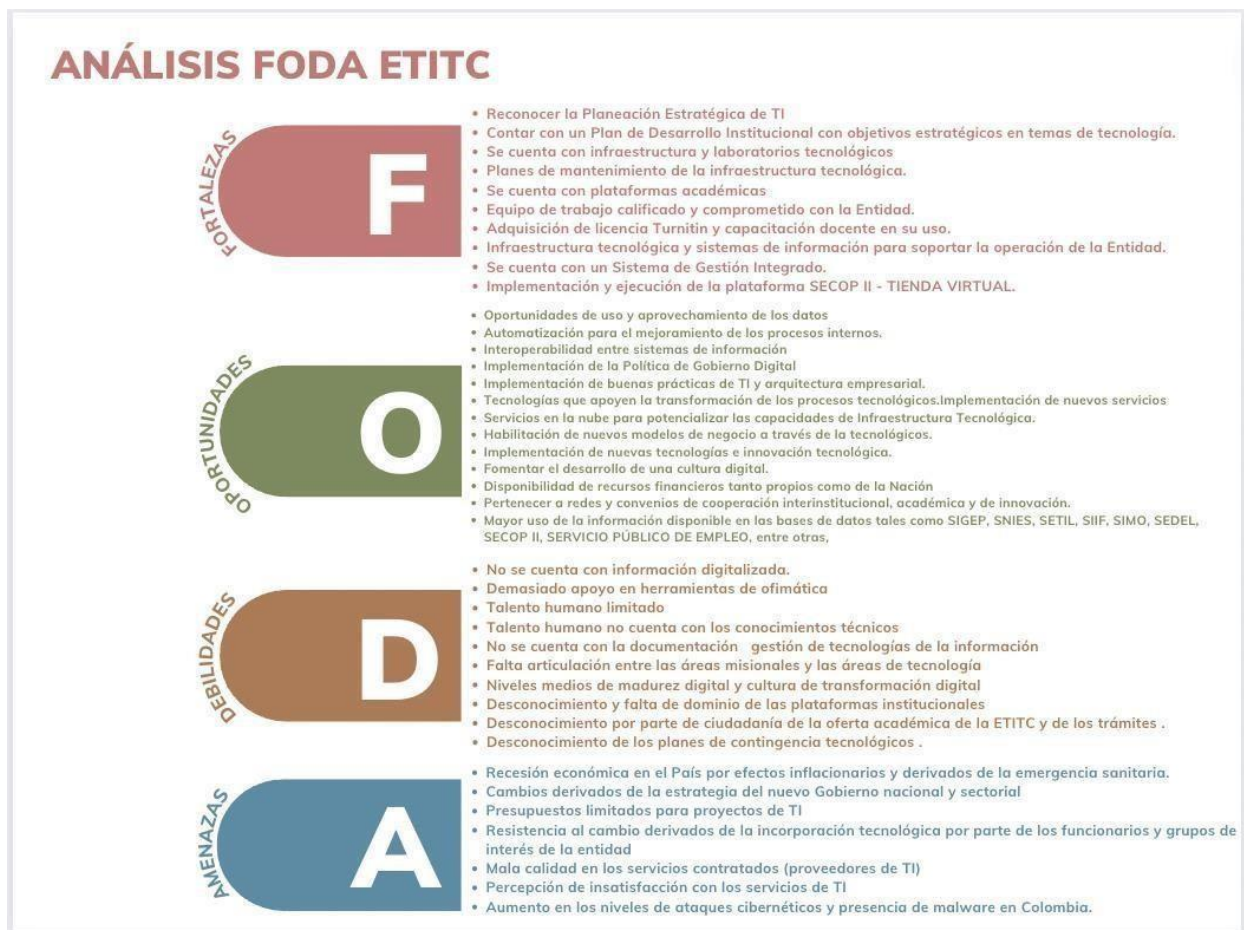 ANÁLISIS FODA ETITC
FORTALEZAS
F
• Reconocer la Planeación Estratégica de TI
• Contar con un Plan de Desarrollo Institucional con objetivos estratégicos en temas de tecnología.
• Se cuenta con infraestructura y laboratorios tecnológicos
• Planes de mantenimiento de la infraestructura tecnológica.
• Se cuenta con plataformas académicas
• Equipo de trabajo calificado y comprometido con la Entidad.
• Adquisición de licencia Turnitin y capacitación docente en su uso.
• Infraestructura tecnológica y sistemas de información para soportar la operación de la Entidad.
• Se cuenta con un Sistema de Gestión Integrado.
• Implementación y ejecución de la plataforma SECOP II - TIENDA VIRTUAL.
OPORTUNIDADES
O
• Oportunidades de uso y aprovechamiento de los datos
• Automatización para el mejoramiento de los procesos internos.
• Interoperabilidad entre sistemas de información
• Implementación de la Política de Gobierno Digital
• Implementación de buenas prácticas de TI y arquitectura empresarial.
• Tecnologías que apoyen la transformación de los procesos tecnológicos.Implementación de nuevos servicios
• Servicios en la nube para potencializar las capacidades de Infraestructura Tecnológica.
• Habilitación de nuevos modelos de negocio a través de la tecnológicos.
• Implementación de nuevas tecnologías e innovación tecnológica.
• Fomentar el desarrollo de una cultura digital.
• Disponibilidad de recursos financieros tanto propios como de la Nación
• Pertenecer a redes y convenios de cooperación interinstitucional, académica y de innovación.
• Mayor uso de la información disponible en las bases de datos tales como SIGEP, SNIES, SETIL, SIIF, SIMO, SEDEL,
SECOP II, SERVICIO PÚBLICO DE EMPLEO, entre otras,
DEBILIDADES
D
• No se cuenta con información digitalizada.
• Demasiado apoyo en herramientas de ofimática
• Talento humano limitado
• Talento humano no cuenta con los conocimientos técnicos
• No se cuenta con la documentación gestión de tecnologías de la información
• Falta articulación entre las áreas misionales y las áreas de tecnología
• Niveles medios de madurez digital y cultura de transformación digital
• Desconocimiento y falta de dominio de las plataformas institucionales
• Desconocimiento por parte de ciudadanía de la oferta académica de la ETITC y de los trámites .
• Desconocimiento de los planes de contingencia tecnológicos .
AMENAZAS
A
• Recesión económica en el País por efectos inflacionarios y derivados de la emergencia sanitaria.
• Cambios derivados de la estrategia del nuevo Gobierno nacional y sectorial
• Presupuestos limitados para proyectos de TI
• Resistencia al cambio derivados de la incorporación tecnológica por parte de los funcionarios y grupos de
interés de la entidad
• Mala calidad en los servicios contratados (proveedores de TI)
• Percepción de insatisfacción con los servicios de TI
• Aumento en los niveles de ataques cibernéticos y presencia de malware en Colombia.